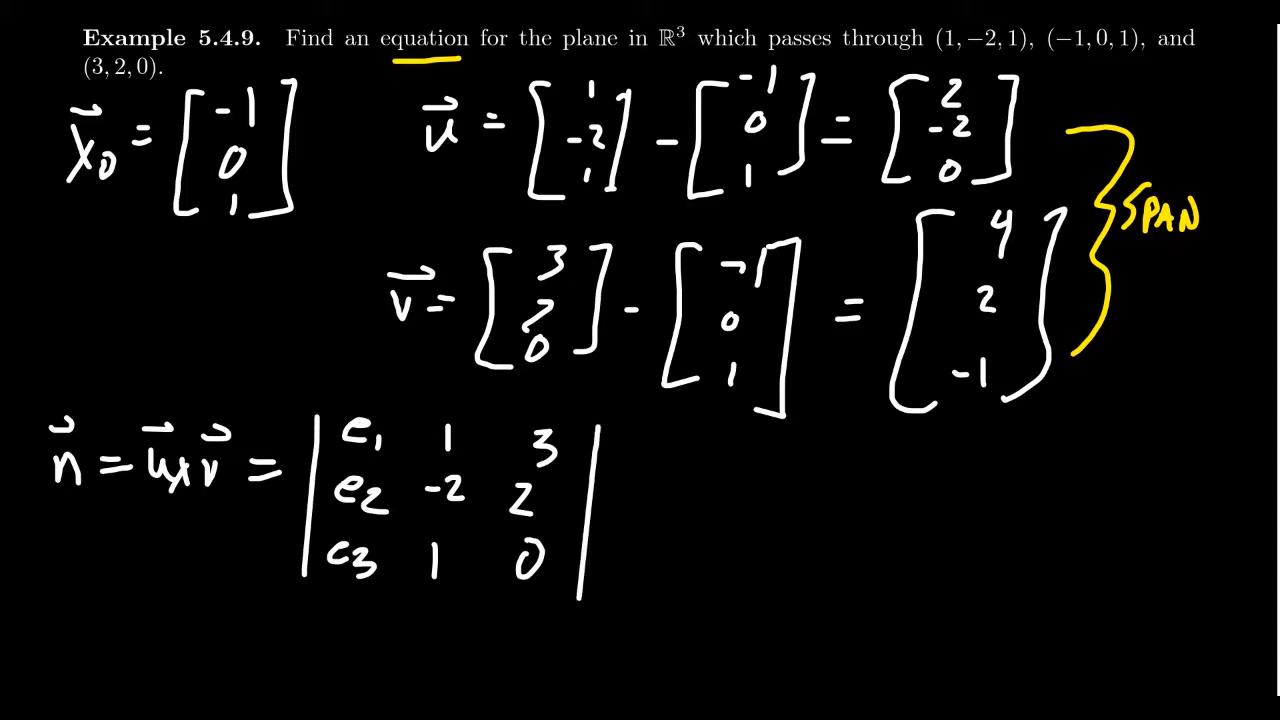 Example 5.4.9. Find an equation for the plane in ℝ³ which passes through (1, −2, 1), (−1, 0, 1), and
(3, 2, 0).
x⃗₀ = [-1 0 1] u⃗ = [1 -2 1] - [-1 0 1] = [2 -2 0]
v⃗ = [3 2 0] - [-1 0 1] = [4 2 -1]
SPAN
n⃗ = u⃗ x v⃗ = | e₁ 1 3
e₂ -2 2
e₃ 1 0 |